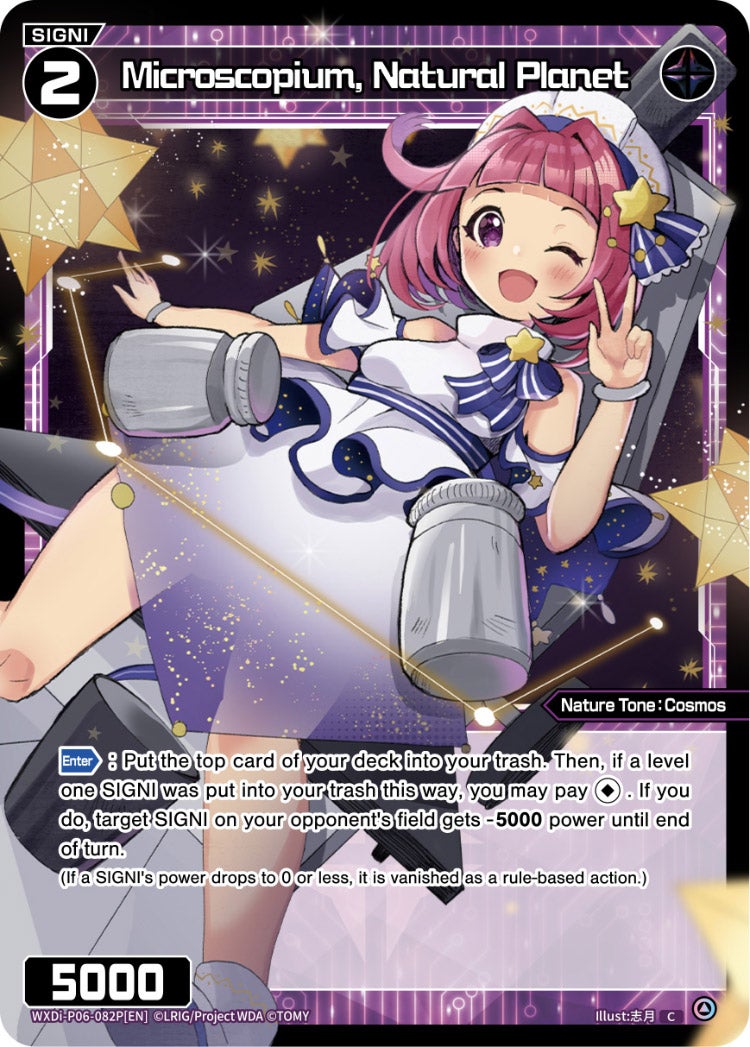 SIGNI
2
Microscopium, Natural Planet
Nature Tone:Cosmos
Enter : Put the top card of your deck into your trash. Then, if a level
one SIGNI was put into your trash this way, you may pay . If you
do, target SIGNI on your opponent's field gets -5000 power until end
of turn.
(If a SIGNI's power drops to 0 or less, it is vanished as a rule-based action.)
5000
WXDi-P06-082P[EN] ©LRIG/Project WDA ©TOMY
Illust:志月 C